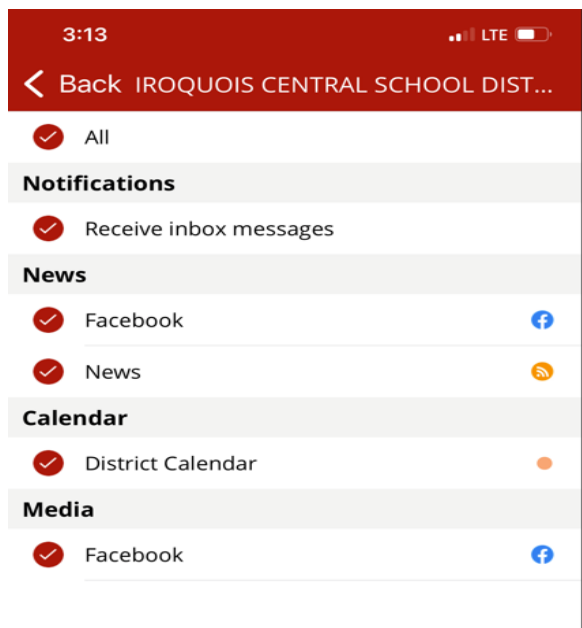 3:13 LTE
Back IROQUOIS CENTRAL SCHOOL DIST...
All
Notifications
Receive inbox messages
News
Facebook
News
Calendar
District Calendar
Media
Facebook